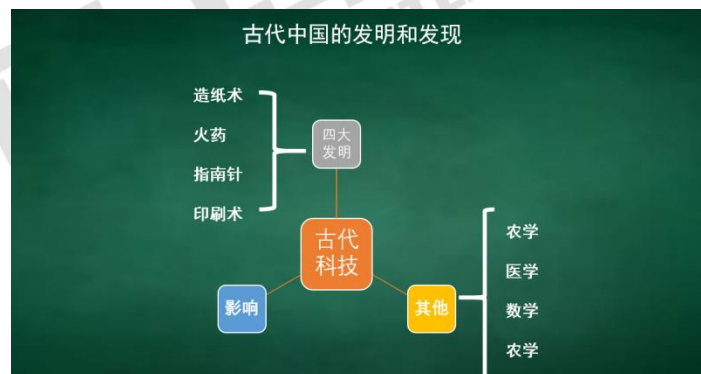 古代中国的发明和发现
造纸术
火药
指南针
印刷术
四大
发明
古代
科技
影响
其他
农学
医学
数学
农学